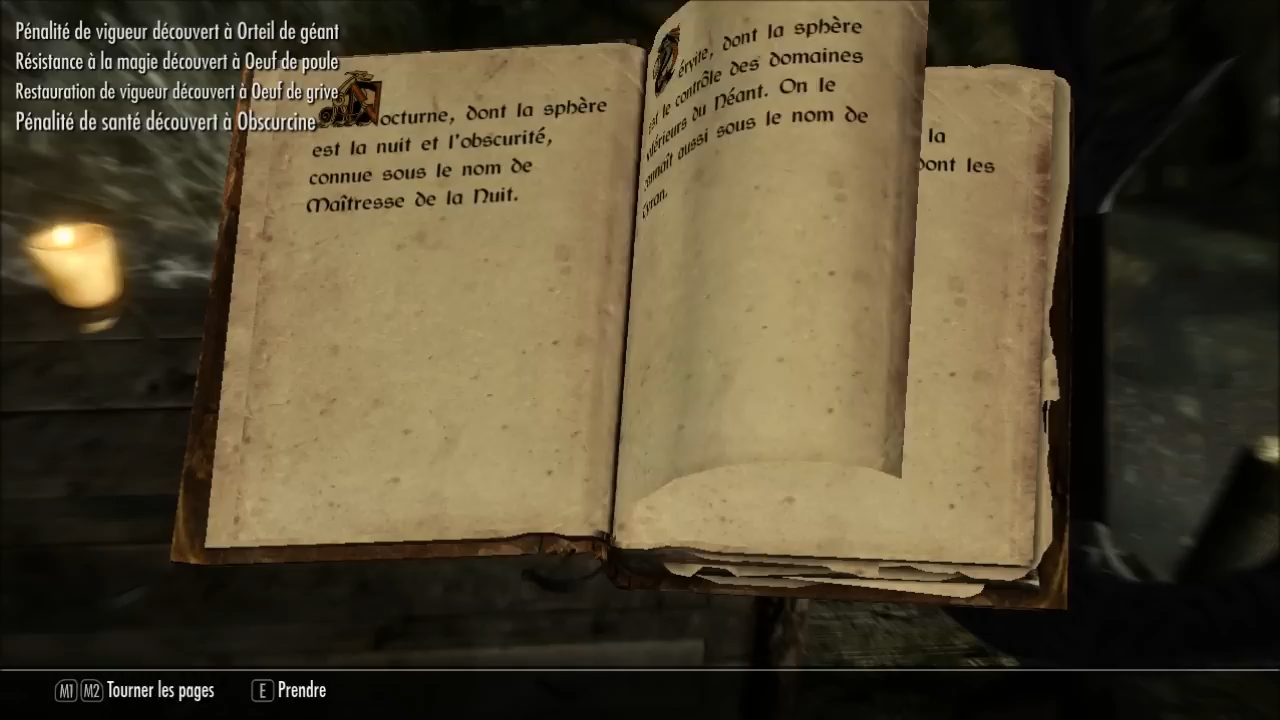 Pénalité de vigueur découvert à Orteil de géant
Résistance à la magie découvert à Oeuf de poule
Restauration de vigueur découvert à Oeuf de grive
Pénalité de santé découvert à Obscurcine
Nocturne, dont la sphère
est la nuit et l'obscurité,
connue sous le nom de
Maîtresse de la Nuit.
dont la sphère
est le contrôle des domaines
du Néant. On le
connaît aussi sous le nom de
Tyran.
la
dont les
M1 M2 Tourner les pages
E Prendre